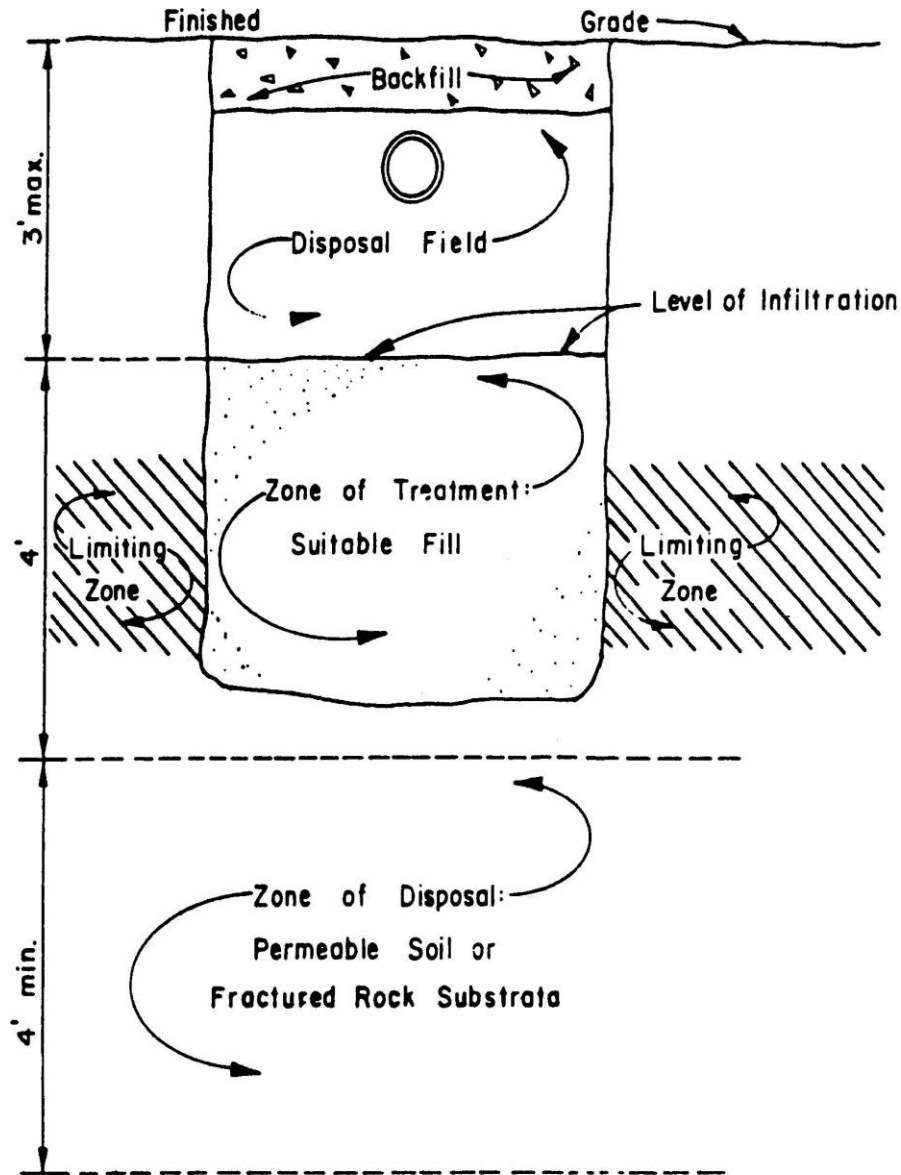 Finished
Grade
Backfill
3' max.
Disposal Field
Level of Infiltration
4'
Zone of Treatment:
Suitable Fill
Limiting
Zone
Limiting
Zone
4' min.
Zone of Disposal:
Permeable Soil or
Fractured Rock Substrata